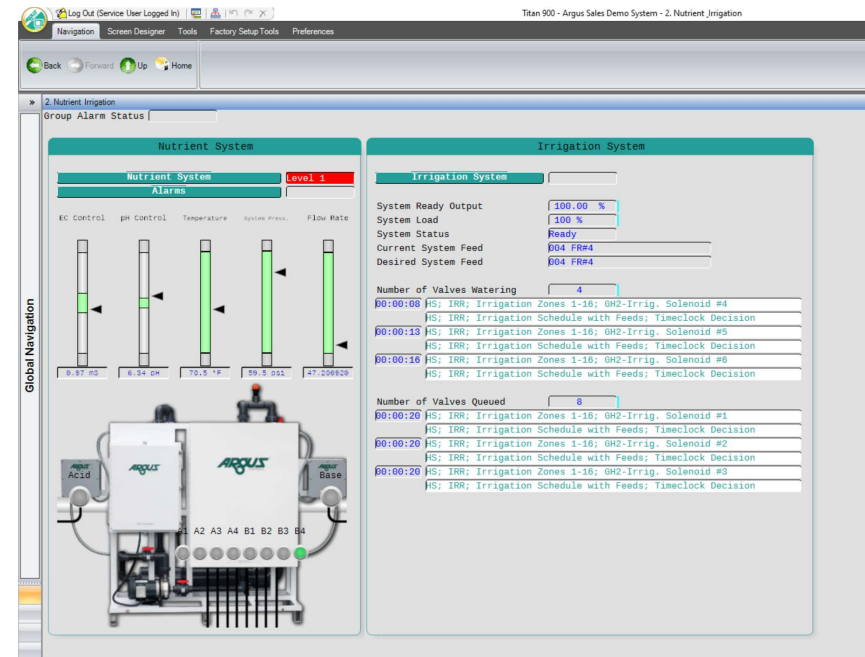 Log Out (Service User Logged In)
Titan 900 - Argus Sales Demo System - 2. Nutrient_Irrigation
Navigation Screen Designer Tools Factory Setup Tools Preferences
Back Forward Up Home
» 2. Nutrient Irrigation
Group Alarm Status
Global Navigation
Nutrient System
Nutrient System Level 1
Alarms
EC Control pH Control Temperature System Press. Flow Rate
0.97 mS 6.34 pH 70.5 °F 59.5 psi 47.206920
ARGUS
Acid
ARGUS
ARGUS
ARGUS
Base
A1 A2 A3 A4 B1 B2 B3 B4
Irrigation System
Irrigation System
System Ready Output 100.00 %
System Load 100 %
System Status Ready
Current System Feed 004 FR#4
Desired System Feed 004 FR#4
Number of Valves Watering 4
00:00:08 HS; IRR; Irrigation Zones 1-16; GH2-Irrig. Solenoid #4
HS; IRR; Irrigation Schedule with Feeds; Timeclock Decision
00:00:13 HS; IRR; Irrigation Zones 1-16; GH2-Irrig. Solenoid #5
HS; IRR; Irrigation Schedule with Feeds; Timeclock Decision
00:00:16 HS; IRR; Irrigation Zones 1-16; GH2-Irrig. Solenoid #6
HS; IRR; Irrigation Schedule with Feeds; Timeclock Decision
Number of Valves Queued 8
00:00:20 HS; IRR; Irrigation Zones 1-16; GH2-Irrig. Solenoid #1
HS; IRR; Irrigation Schedule with Feeds; Timeclock Decision
00:00:20 HS; IRR; Irrigation Zones 1-16; GH2-Irrig. Solenoid #2
HS; IRR; Irrigation Schedule with Feeds; Timeclock Decision
00:00:20 HS; IRR; Irrigation Zones 1-16; GH2-Irrig. Solenoid #3
HS; IRR; Irrigation Schedule with Feeds; Timeclock Decision